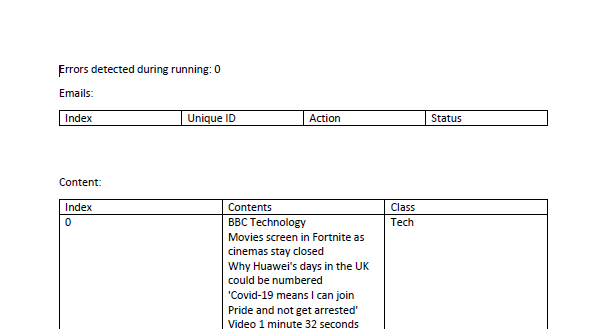 Errors detected during running: 0
Emails:
Index Unique ID Action Status
Content:
Index Contents Class
0 BBC Technology Tech
Movies screen in Fortnite as
cinemas stay closed
Why Huawei's days in the UK
could be numbered
'Covid-19 means I can join
Pride and not get arrested'
Video 1 minute 32 seconds